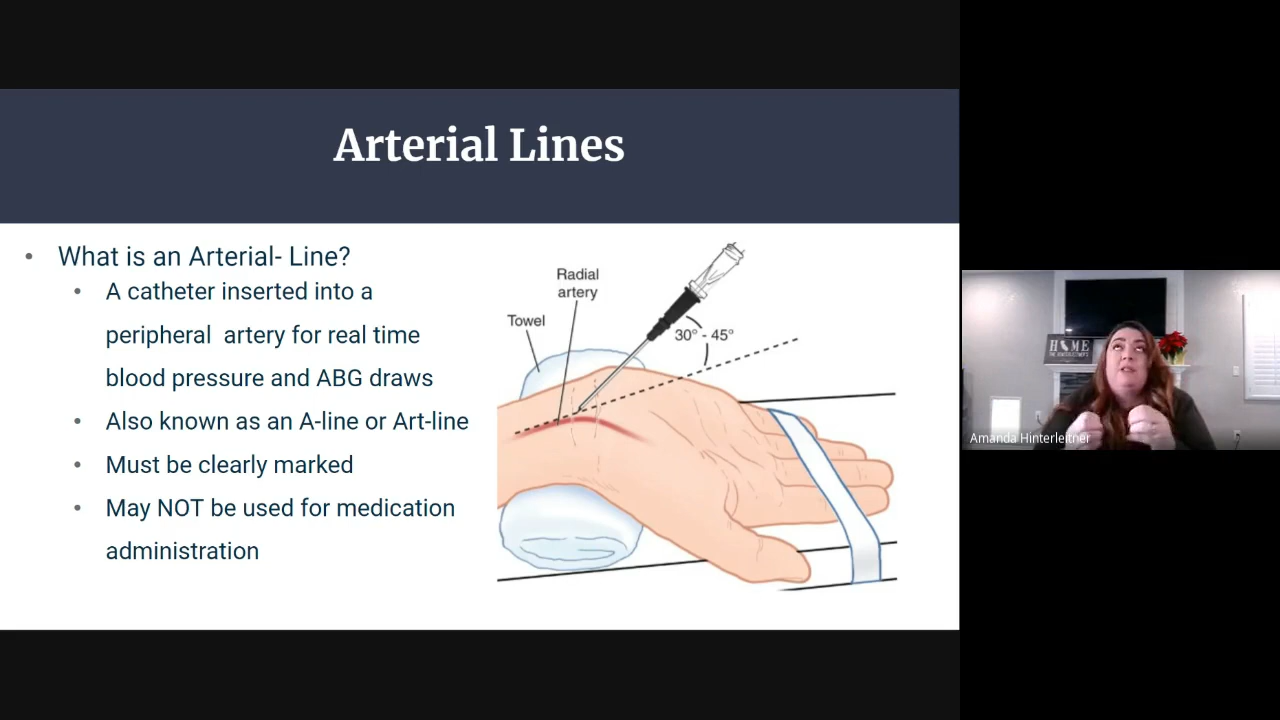 Arterial Lines
What is an Arterial- Line?
A catheter inserted into a
peripheral artery for real time
blood pressure and ABG draws
Also known as an A-line or Art-line
Must be clearly marked
May NOT be used for medication
administration
Radial
artery
Towel
30° - 45°
HOME
Amanda Hinterleitner